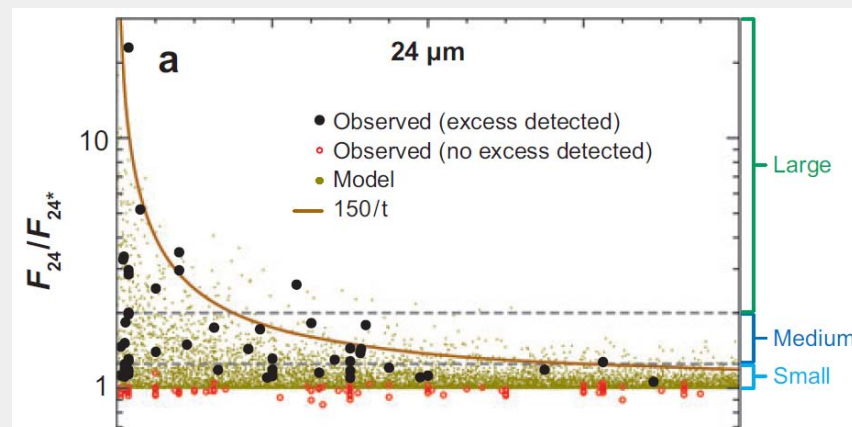 a
24 µm
Observed (excess detected)
Observed (no excess detected)
Model
150/t
F24/F24*
10
1
Large
Medium
Small